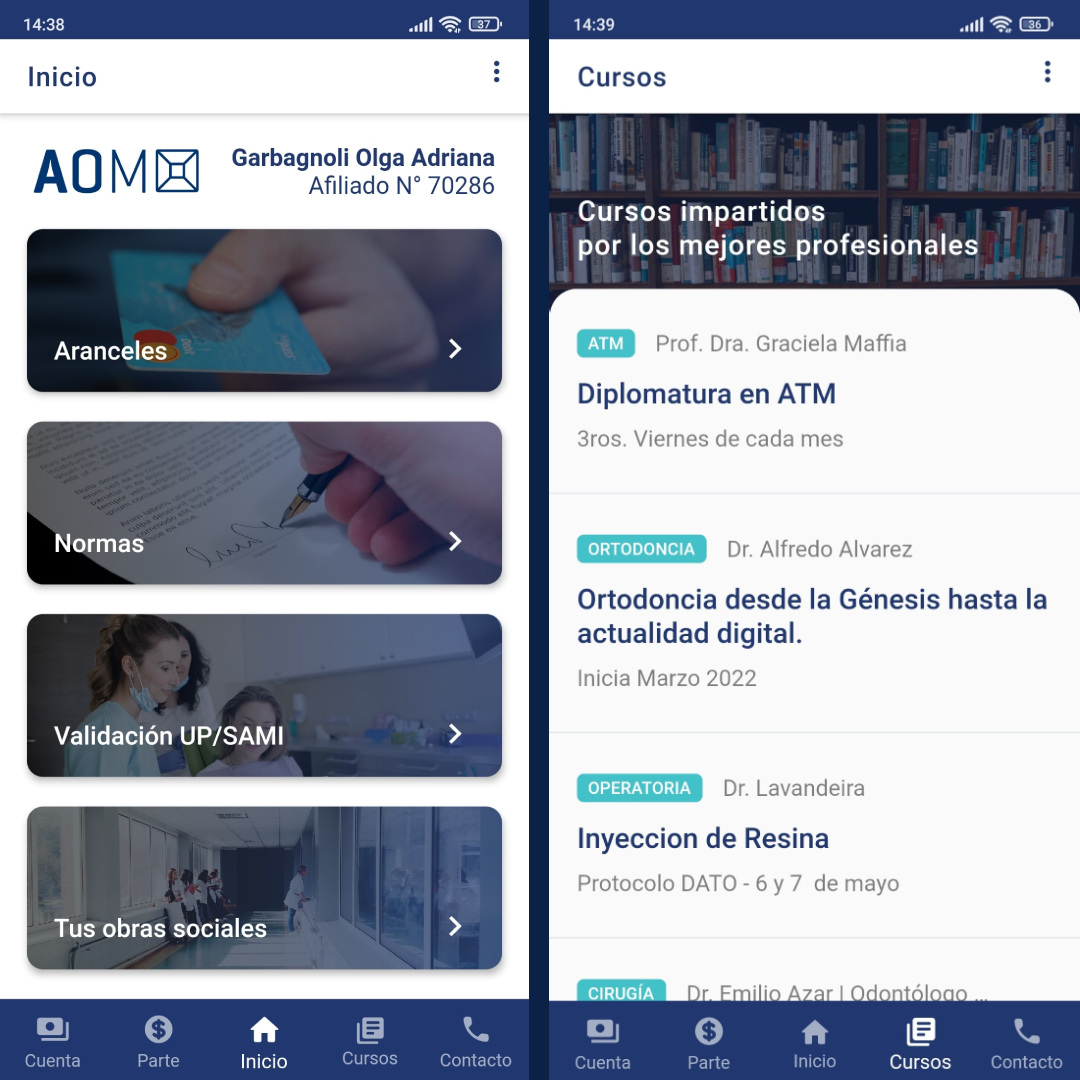 14:38
37
Inicio
AOM
Garbagnoli Olga Adriana
Afiliado N° 70286
Aranceles
Normas
Validación UP/SAMI
Tus obras sociales
Cuenta
Parte
Inicio
Cursos
Contacto
14:39
36
Cursos
Cursos impartidos
por los mejores profesionales
ATM Prof. Dra. Graciela Maffia
Diplomatura en ATM
3ros. Viernes de cada mes
ORTODONCIA Dr. Alfredo Alvarez
Ortodoncia desde la Génesis hasta la
actualidad digital.
Inicia Marzo 2022
OPERATORIA Dr. Lavandeira
Inyeccion de Resina
Protocolo DATO - 6 y 7 de mayo
CIRUGÍA Dr. Emilio Azar | Odontólogo ...
Cuenta
Parte
Inicio
Cursos
Contacto